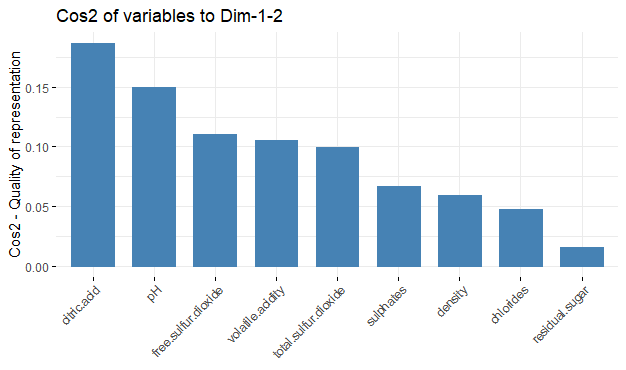 Cos2 of variables to Dim-1-2
Cos2 - Quality of representation
0.15
0.10
0.05
0.00
citric.acid
pH
free.sulfur.dioxide
volatile.acidity
total.sulfur.dioxide
sulphates
density
chlorides
residual.sugar